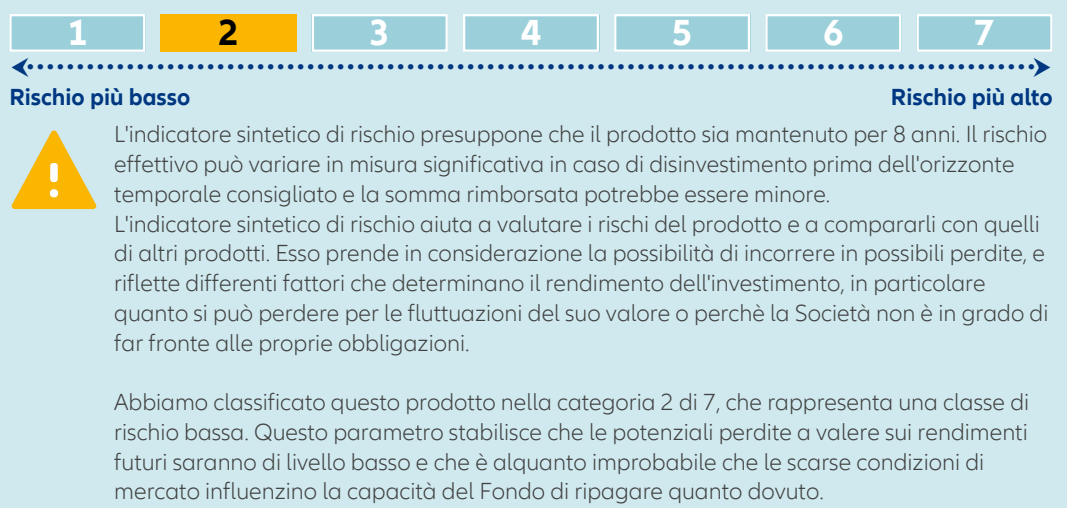 1 2 3 4 5 6 7
Rischio più basso Rischio più alto
!
L'indicatore sintetico di rischio presuppone che il prodotto sia mantenuto per 8 anni. Il rischio
effettivo può variare in misura significativa in caso di disinvestimento prima dell'orizzonte
temporale consigliato e la somma rimborsata potrebbe essere minore.
L'indicatore sintetico di rischio aiuta a valutare i rischi del prodotto e a compararli con quelli
di altri prodotti. Esso prende in considerazione la possibilità di incorrere in possibili perdite, e
riflette differenti fattori che determinano il rendimento dell'investimento, in particolare
quanto si può perdere per le fluttuazioni del suo valore o perchè la Società non è in grado di
far fronte alle proprie obbligazioni.
Abbiamo classificato questo prodotto nella categoria 2 di 7, che rappresenta una classe di
rischio bassa. Questo parametro stabilisce che le potenziali perdite a valere sui rendimenti
futuri saranno di livello basso e che è alquanto improbabile che le scarse condizioni di
mercato influenzino la capacità del Fondo di ripagare quanto dovuto.